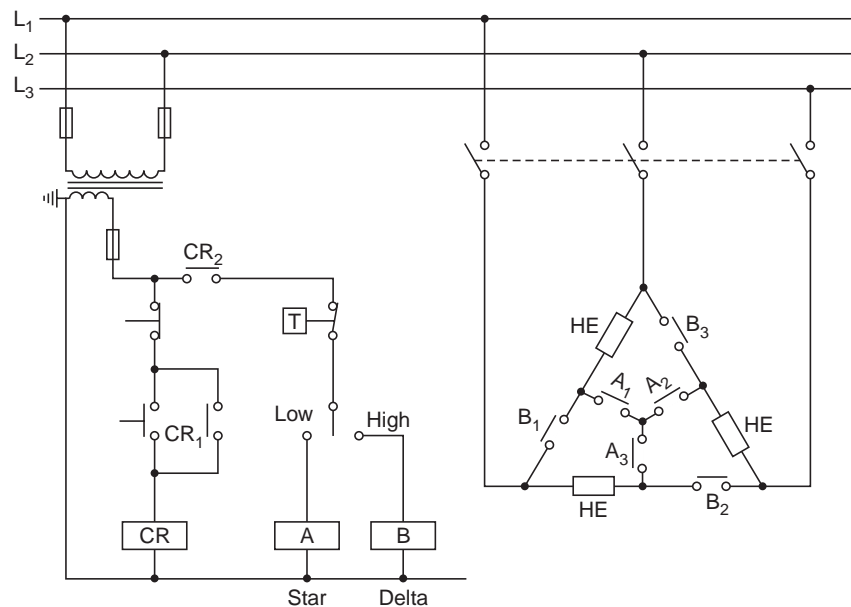 L1
L2
L3
CR2
T
HE
B3
A1
A2
Low
High
B1
CR1
HE
A3
HE
B2
CR
A
B
Star
Delta